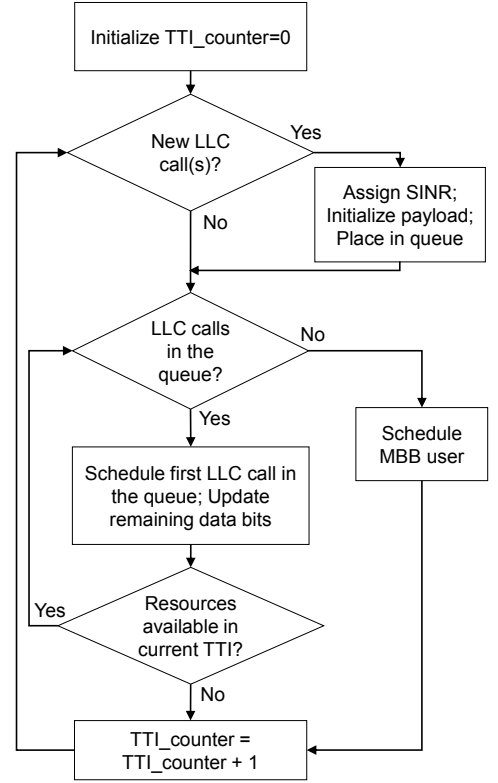 Initialize TTI_counter=0
New LLC
call(s)?
Yes
Assign SINR;
Initialize payload;
Place in queue
No
LLC calls
in the
queue?
No
Yes
Schedule
MBB user
Schedule first LLC call in
the queue; Update
remaining data bits
Resources
available in
current TTI?
Yes
No
TTI_counter =
TTI_counter + 1